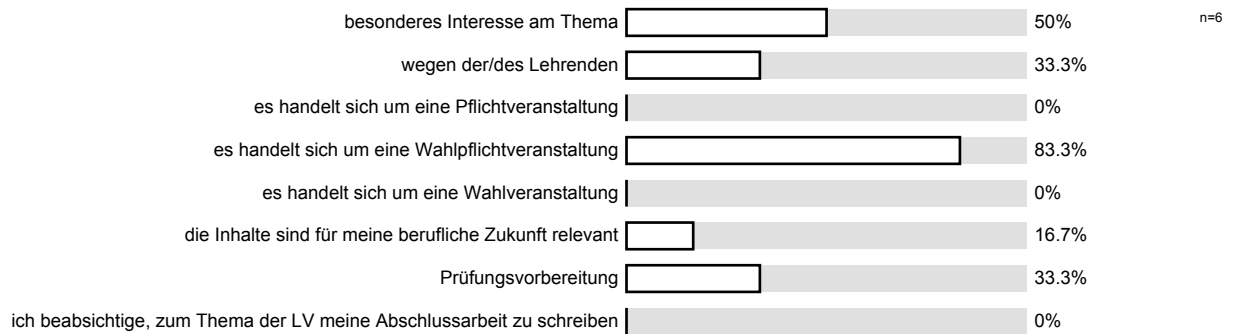 besonderes Interesse am Thema 50% n=6
wegen der/des Lehrenden 33.3%
es handelt sich um eine Pflichtveranstaltung 0%
es handelt sich um eine Wahlpflichtveranstaltung 83.3%
es handelt sich um eine Wahlveranstaltung 0%
die Inhalte sind für meine berufliche Zukunft relevant 16.7%
Prüfungsvorbereitung 33.3%
ich beabsichtige, zum Thema der LV meine Abschlussarbeit zu schreiben 0%